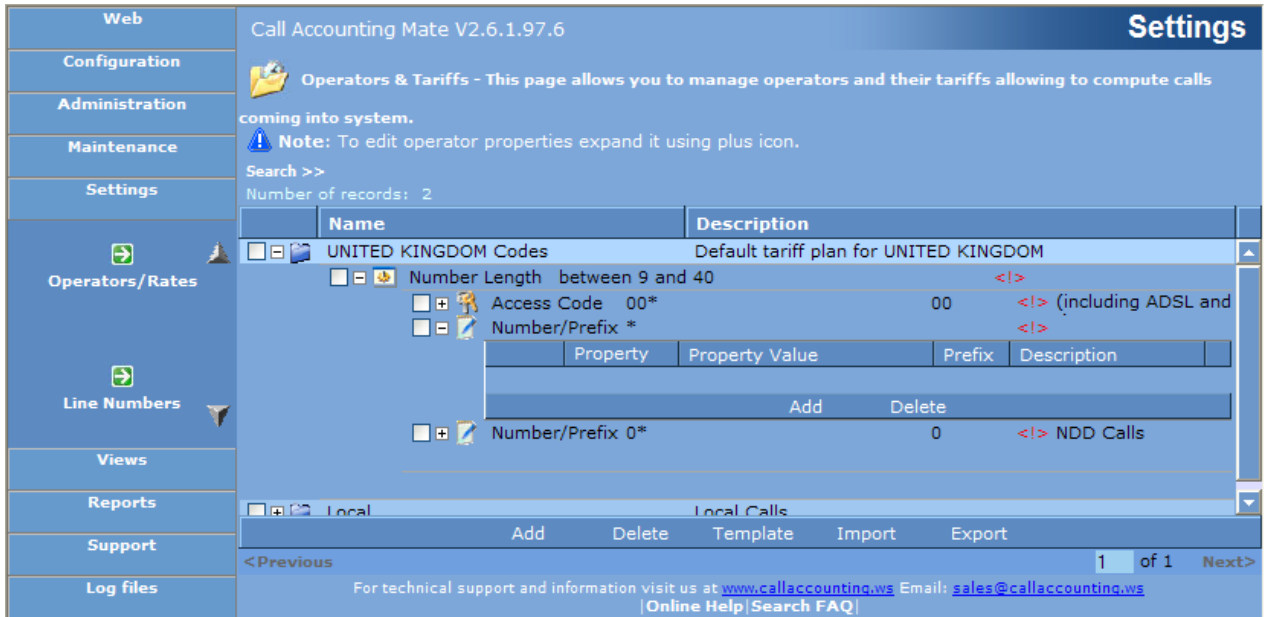 Web
Configuration
Administration
Maintenance
Settings
Operators/Rates
Line Numbers
Views
Reports
Support
Log files
Call Accounting Mate V2.6.1.97.6
Settings
Operators & Tariffs - This page allows you to manage operators and their tariffs allowing to compute calls
coming into system.
Note: To edit operator properties expand it using plus icon.
Search >>
Number of records: 2
Name Description
UNITED KINGDOM Codes Default tariff plan for UNITED KINGDOM
Number Length between 9 and 40 <!>
Access Code 00* 00 <!> (including ADSL and
Number/Prefix * <!>
Property Property Value Prefix Description
Add Delete
Number/Prefix 0* 0 <!> NDD Calls
Local Local Calls
Add Delete Template Import Export
<Previous 1 of 1 Next>
For technical support and information visit us at www.callaccounting.ws Email: sales@callaccounting.ws
|Online Help|Search FAQ|